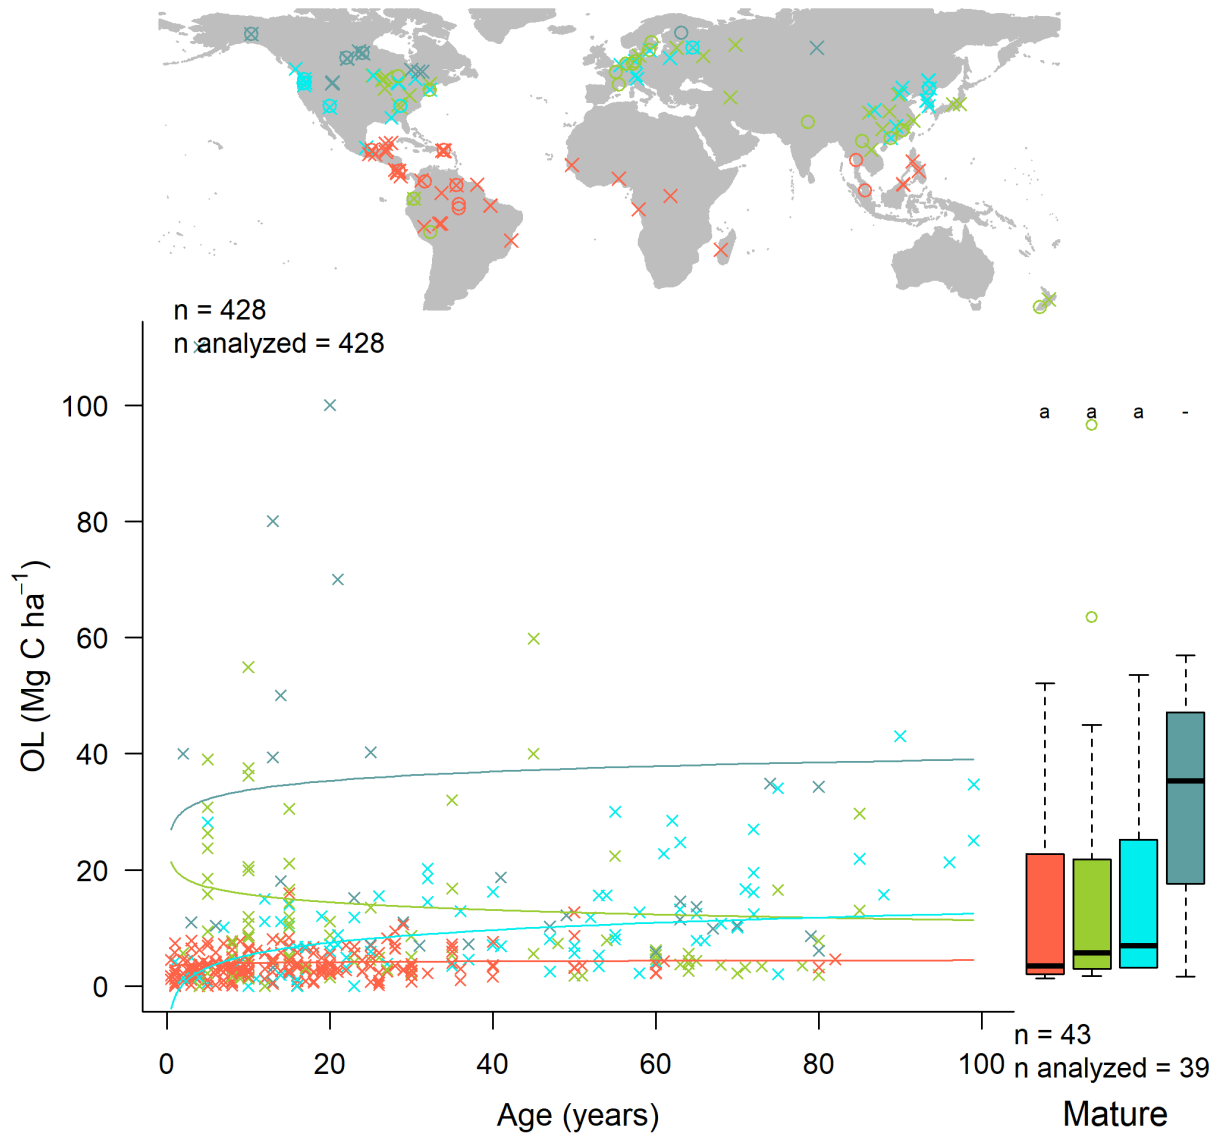 n = 428
n analyzed = 428
100
80
60
40
20
0
OL (Mg C ha⁻¹)
a a a -
0 20 40 60 80 100
Age (years)
n = 43
n analyzed = 39
Mature